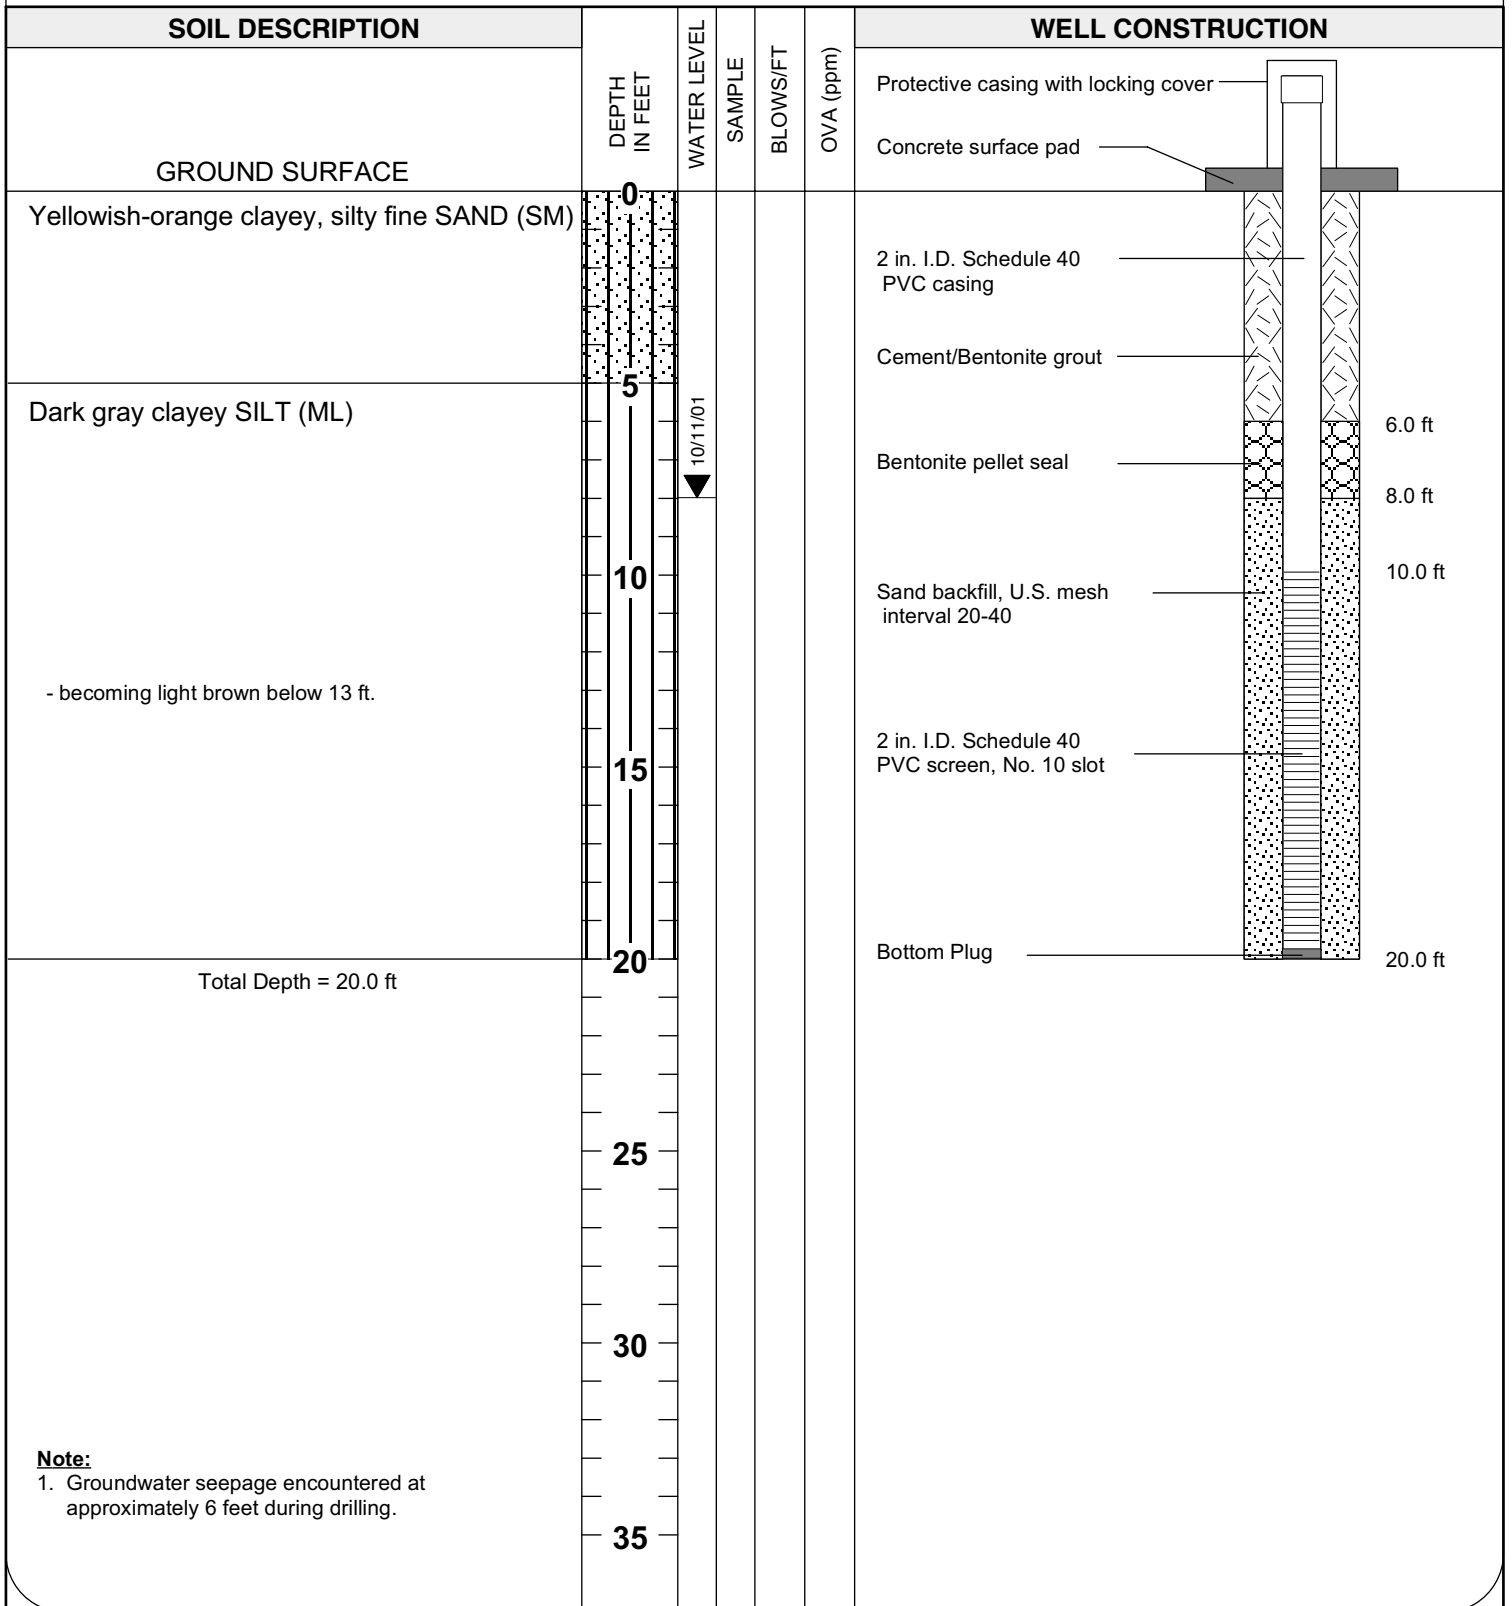 SOIL DESCRIPTION
DEPTH
IN FEET
WATER LEVEL
SAMPLE
BLOWS/FT
OVA (ppm)
WELL CONSTRUCTION
Protective casing with locking cover
Concrete surface pad
GROUND SURFACE
0
Yellowish-orange clayey, silty fine SAND (SM)
2 in. I.D. Schedule 40
PVC casing
Cement/Bentonite grout
5
Dark gray clayey SILT (ML)
10/11/01
6.0 ft
Bentonite pellet seal
8.0 ft
10
10.0 ft
Sand backfill, U.S. mesh
interval 20-40
- becoming light brown below 13 ft.
2 in. I.D. Schedule 40
PVC screen, No. 10 slot
15
Bottom Plug
20
20.0 ft
Total Depth = 20.0 ft
25
30
Note:
1. Groundwater seepage encountered at
approximately 6 feet during drilling.
35